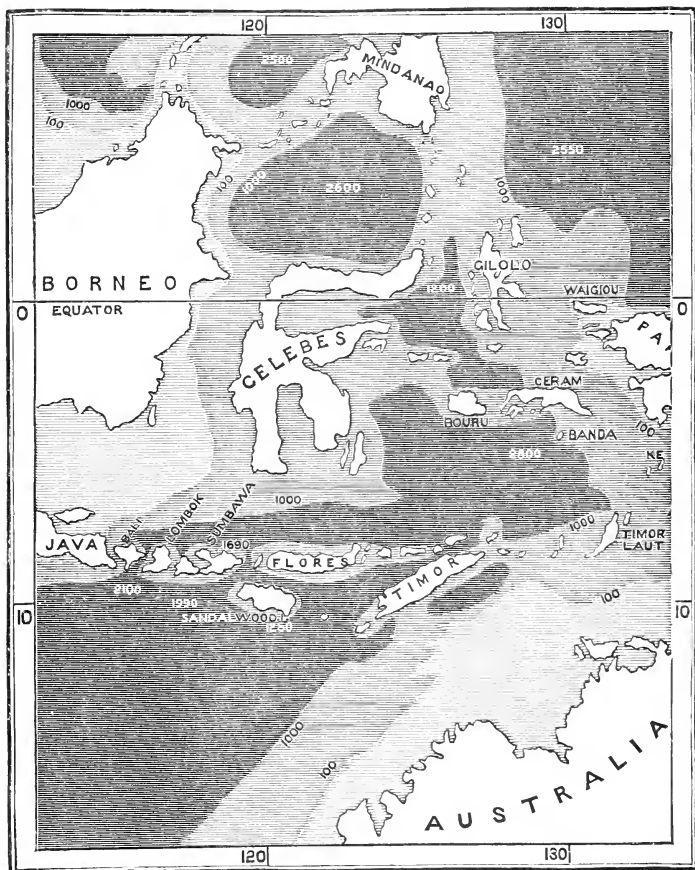 120
130
2500
MINDANAO
1000
100
2550
100
1000
2600
1000
GILOLO
BORNEO
1200
WAIGIOU
0
EQUATOR
0
PA
CELEBES
CERAM
BOURU
BANDA
100
KE
2800
1000
BALI
LOMBOK
SUMBAWA
1690
1000
JAVA
FLORES
TIMOR
TIMOR
LAUT
2100
1990
SANDALWOOD I.
100
10
10
1000
100
AUSTRALIA
120
130